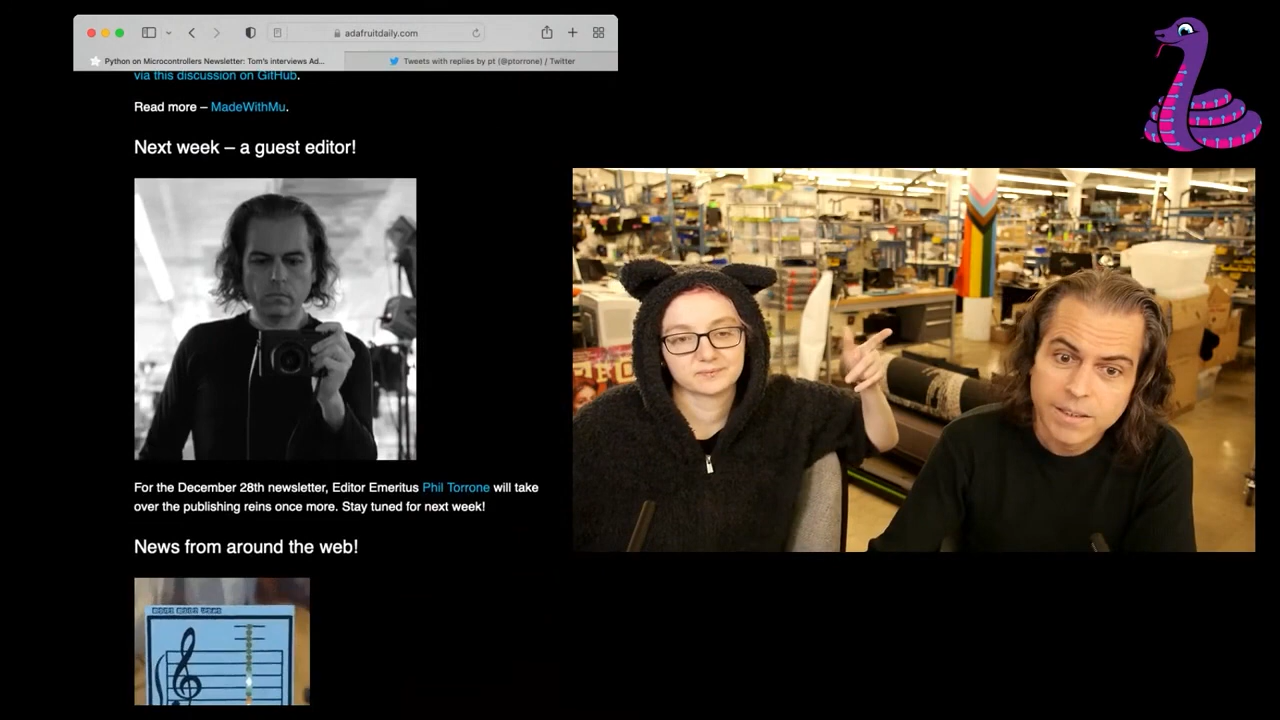 adafruitdaily.com
Python on Microcontrollers Newsletter: Tom's interviews Ad...
Tweets with replies by pt (@ptorrone) / Twitter
via this discussion on GitHub.
Read more – MadeWithMu.
Next week – a guest editor!
For the December 28th newsletter, Editor Emeritus Phil Torrone will take
over the publishing reins once more. Stay tuned for next week!
News from around the web!